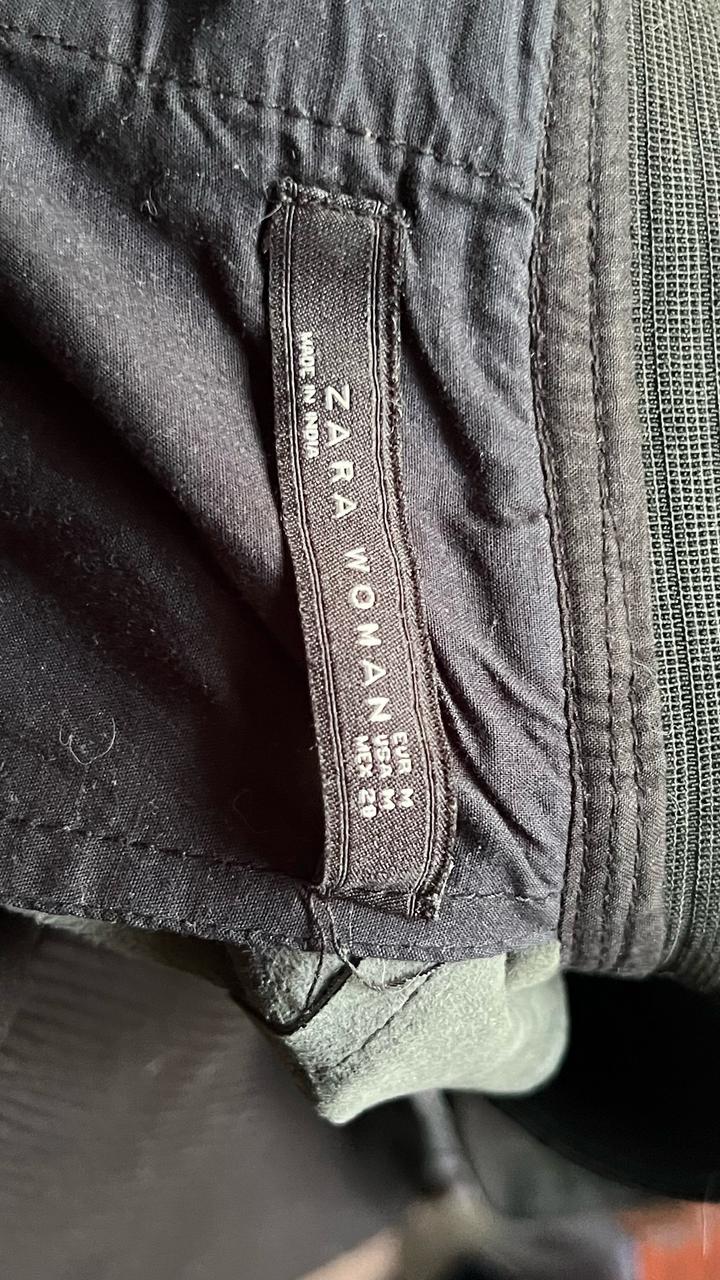 ZARA WOMAN
MADE IN INDIA
EUR M
USA M
MEX 28